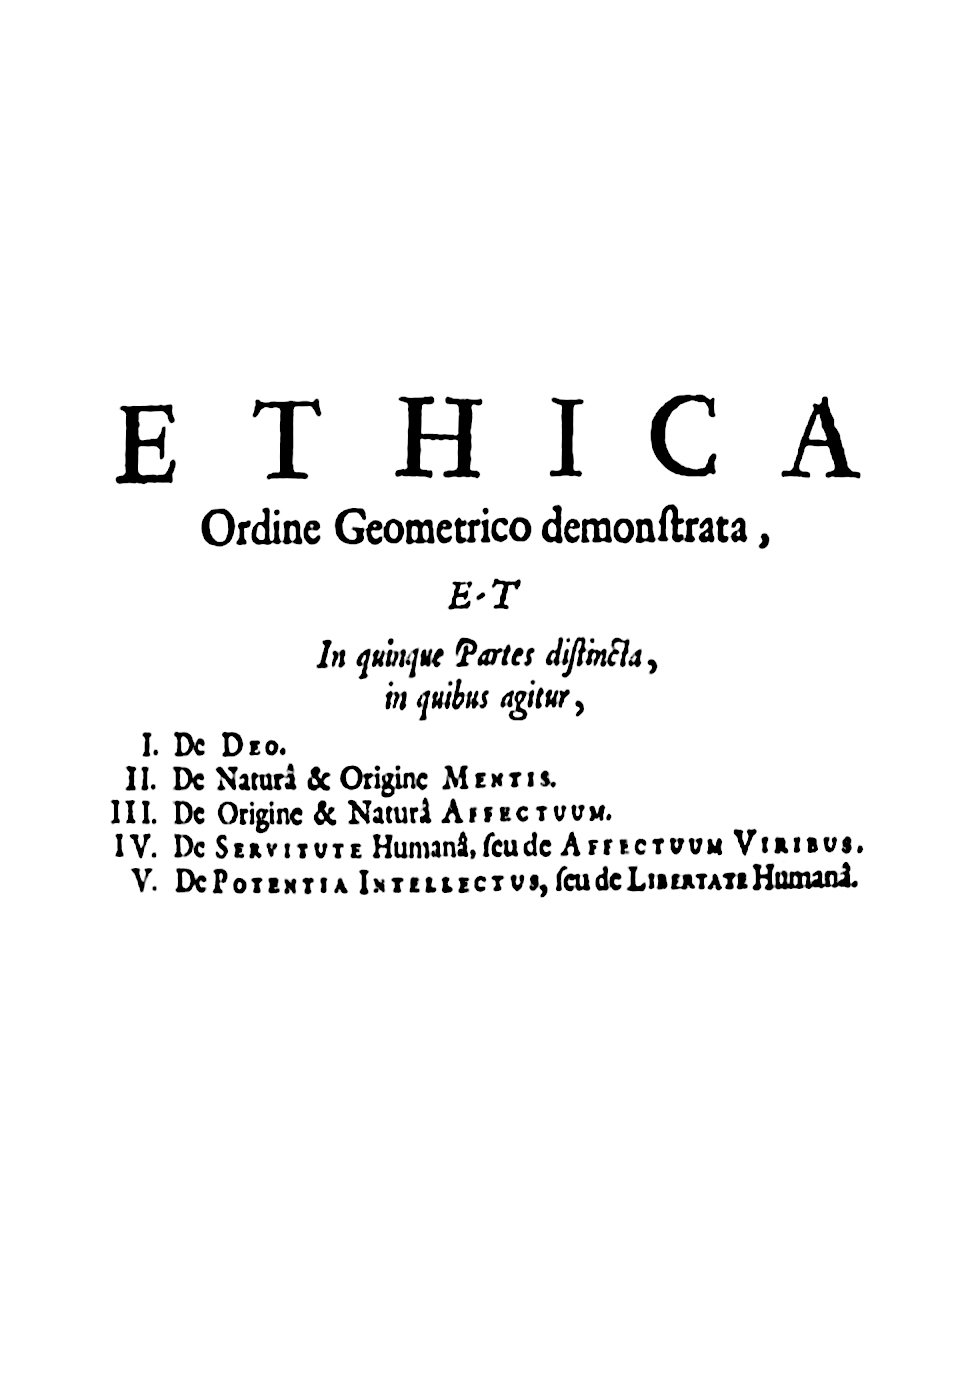 ETHICA
Ordine Geometrico demonſtrata,
ET
In quinque Partes diſtincta,
in quibus agitur,
I. De DEO.
II. De Naturâ & Origine MENTIS.
III. De Origine & Naturâ AFFECTUUM.
IV. De SERVITUTE Humanâ, ſeu de AFFECTUUM VIRIBUS.
V. De POTENTIA INTELLECTUS, ſeu de LIBERTATE Humanâ.